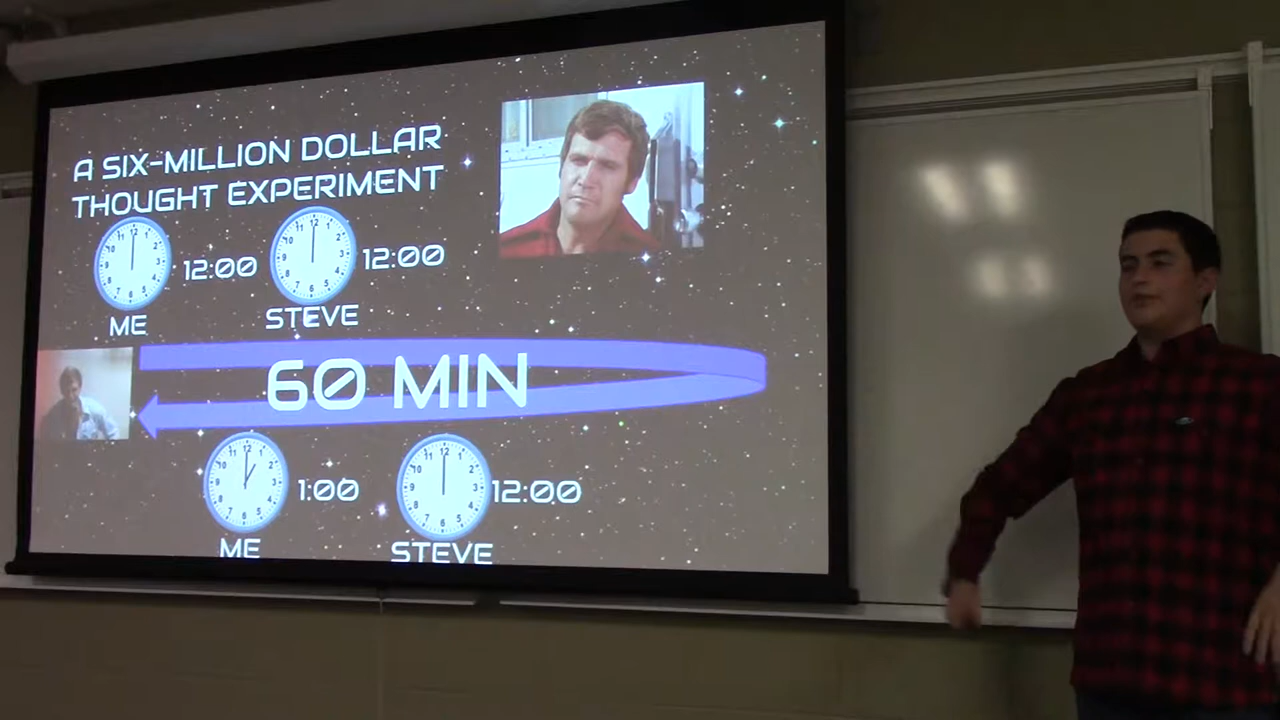 A SIX-MILLION DOLLAR
THOUGHT EXPERIMENT
12:00 12:00
ME STEVE
60 MIN
1:00 12:00
ME STEVE